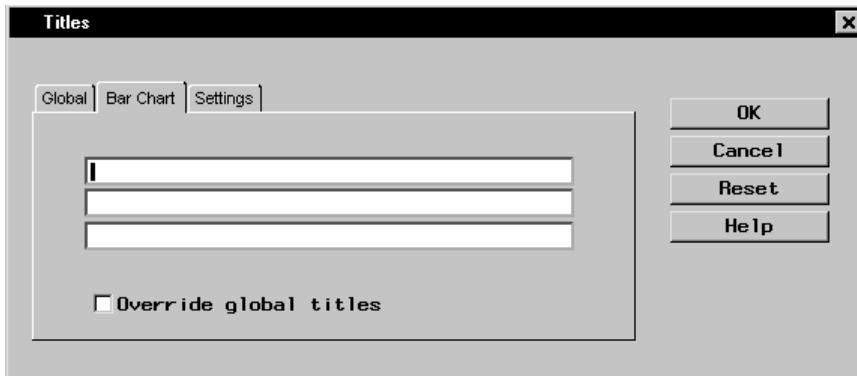 Titles
Global Bar Chart Settings
OK
Cancel
Reset
Help
Override global titles